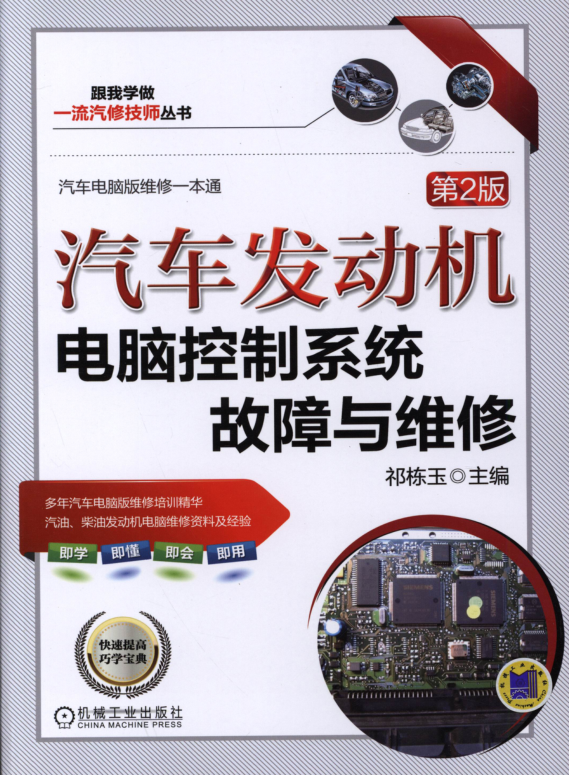 跟我学做
一流汽修技师丛书
汽车电脑版维修一本通
第2版
汽车发动机
电脑控制系统
故障与维修
祁栋玉◎主编
多年汽车电脑版维修培训精华
汽油、柴油发动机电脑维修资料及经验
即学 即懂 即会 即用
快速提高
巧学宝典
机械工业出版社
CHINA MACHINE PRESS